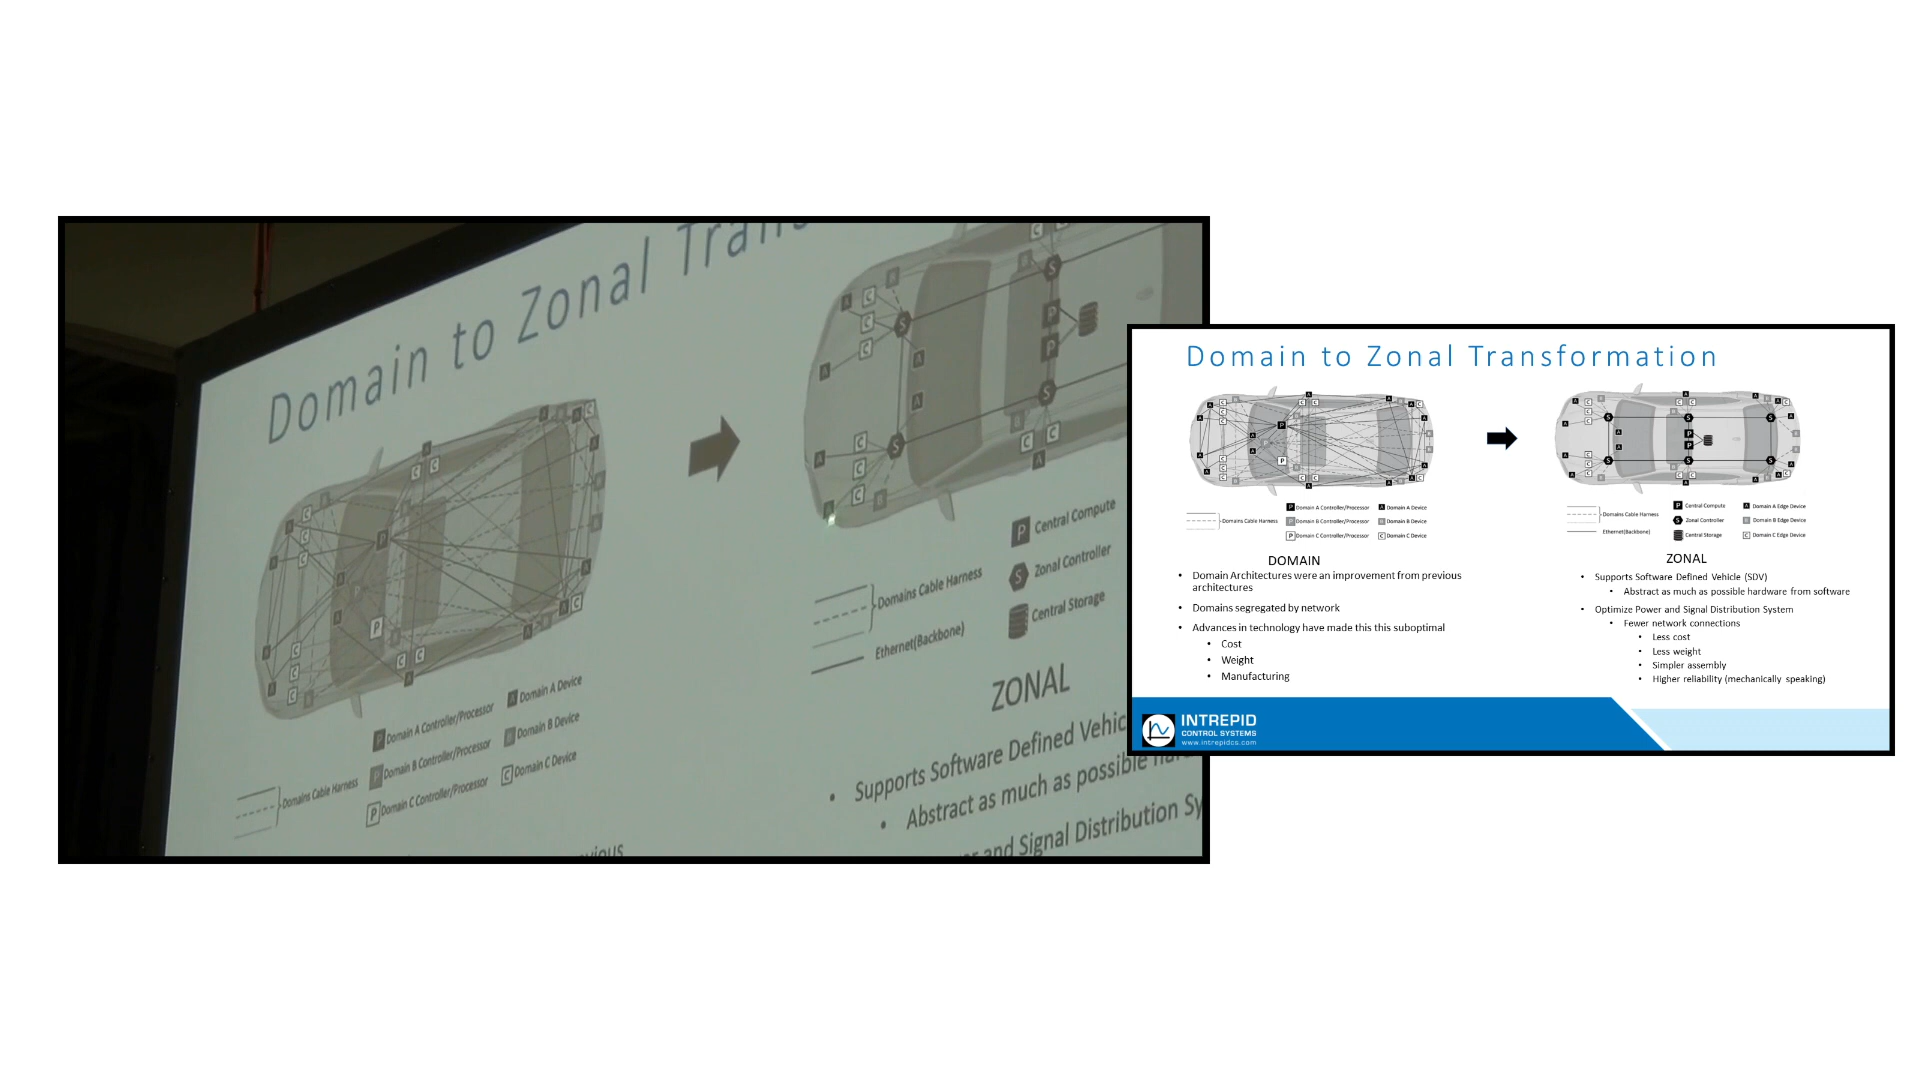 Domain to Zonal
Domains Cable Harness
Domain A Controller/Processor
Domain B Controller/Processor
Domain C Controller/Processor
Domain A Device
Domain B Device
Domain C Device
Domains Cable Harness
Ethernet(Backbone)
Central Compute
Zonal Controller
Central Storage
ZONAL
• Supports Software Defined Vehic
• Abstract as much as possible
and Signal Distribution Sy
Domain to Zonal Transformation
Domains Cable Harness
P Domain A Controller/Processor
P Domain B Controller/Processor
P Domain C Controller/Processor
A Domain A Device
B Domain B Device
C Domain C Device
Domains Cable Harness
Ethernet(Backbone)
P Central Compute
S Zonal Controller
Central Storage
A Domain A Edge Device
B Domain B Edge Device
C Domain C Edge Device
DOMAIN
• Domain Architectures were an improvement from previous
architectures
• Domains segregated by network
• Advances in technology have made this this suboptimal
• Cost
• Weight
• Manufacturing
ZONAL
• Supports Software Defined Vehicle (SDV)
• Abstract as much as possible hardware from software
• Optimize Power and Signal Distribution System
• Fewer network connections
• Less cost
• Less weight
• Simpler assembly
• Higher reliability (mechanically speaking)
INTREPID
CONTROL SYSTEMS
www.intrepidcs.com